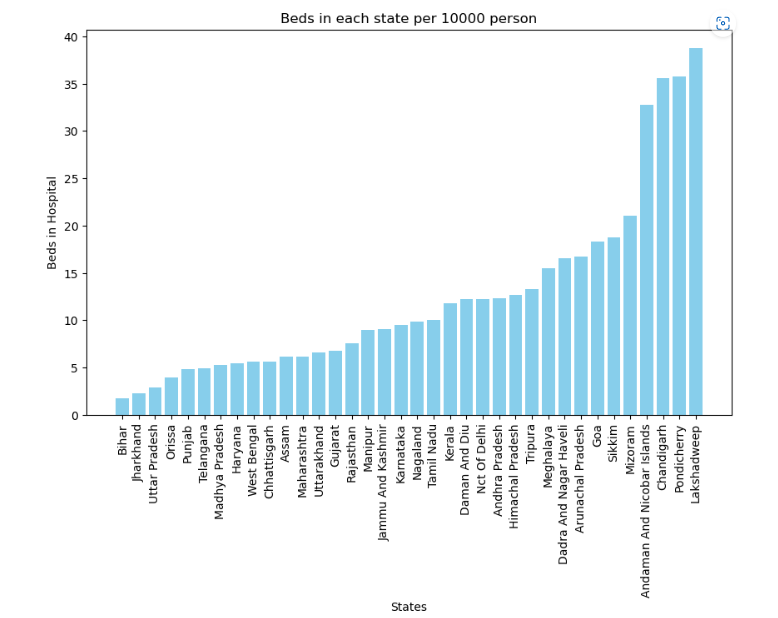 Beds in each state per 10000 person
40
35
30
25
20
15
10
5
0
Beds in Hospital
Bihar
Jharkhand
Uttar Pradesh
Orissa
Punjab
Telangana
Madhya Pradesh
Haryana
West Bengal
Chhattisgarh
Assam
Maharashtra
Uttarakhand
Gujarat
Rajasthan
Manipur
Jammu And Kashmir
Karnataka
Nagaland
Tamil Nadu
Kerala
Daman And Diu
Nct Of Delhi
Andhra Pradesh
Himachal Pradesh
Tripura
Meghalaya
Dadra And Nagar Haveli
Arunachal Pradesh
Goa
Sikkim
Mizoram
Andaman And Nicobar Islands
Chandigarh
Pondicherry
Lakshadweep
States